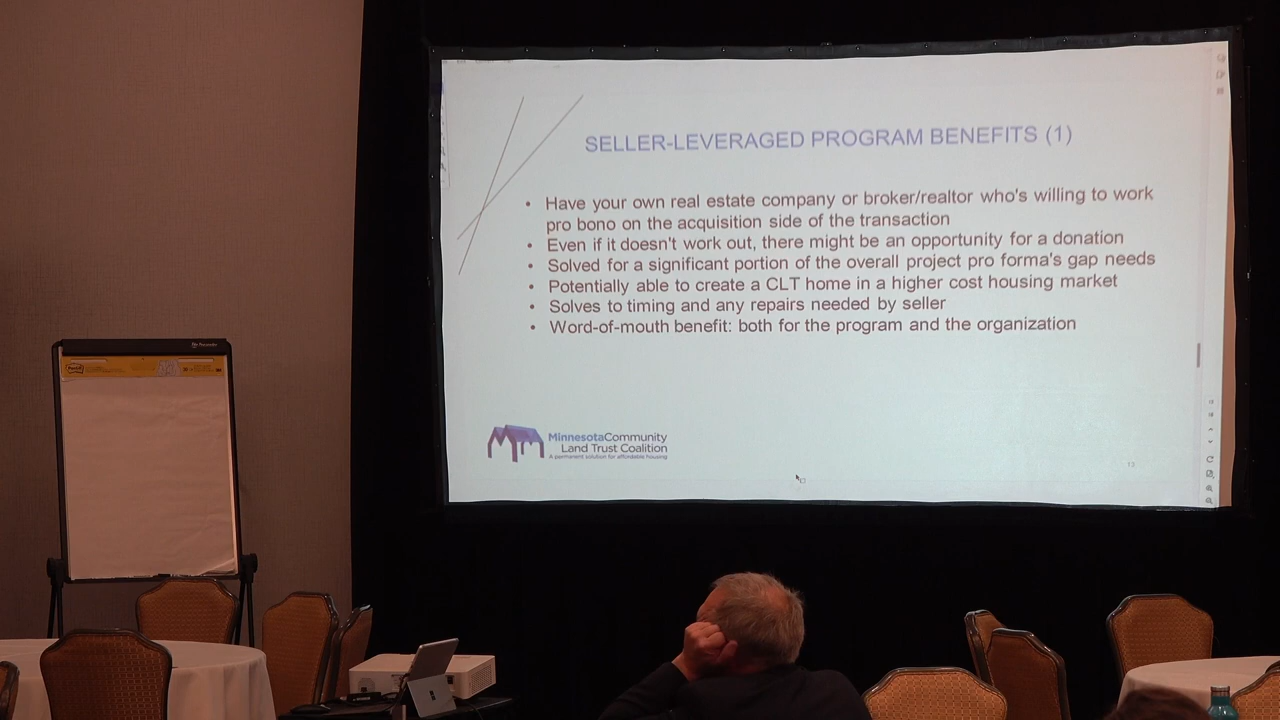 SELLER-LEVERAGED PROGRAM BENEFITS (1)
• Have your own real estate company or broker/realtor who's willing to work
pro bono on the acquisition side of the transaction
• Even if it doesn't work out, there might be an opportunity for a donation
• Solved for a significant portion of the overall project pro forma's gap needs
• Potentially able to create a CLT home in a higher cost housing market
• Solves to timing and any repairs needed by seller
• Word-of-mouth benefit: both for the program and the organization
MinnesotaCommunity
Land Trust Coalition
A permanent solution for affordable housing
13
Post-it